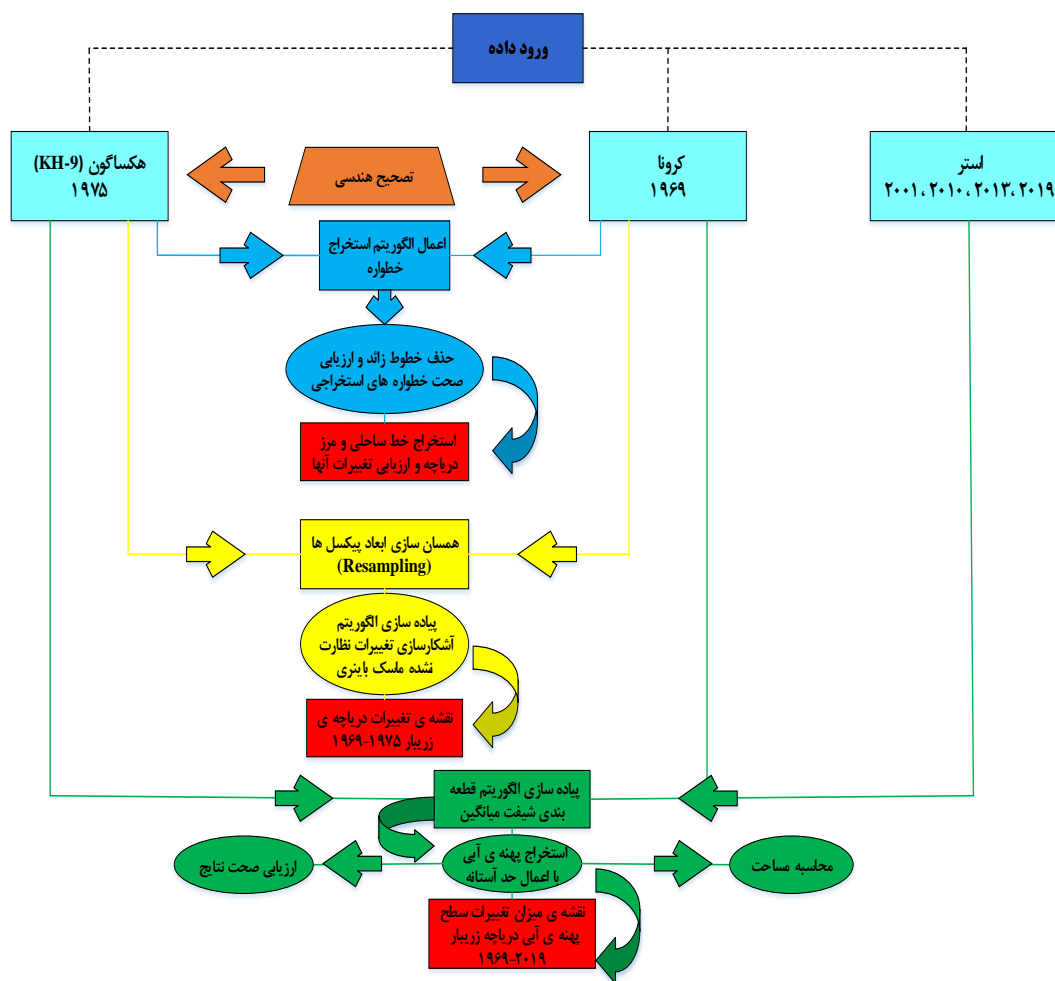 ورود داده
استر
۲۰۰۱، ۲۰۱۰، ۲۰۱۳، ۲۰۱۹
کرونا
۱۹۶۹
تصحیح هندسی
هکساگون (KH-9)
۱۹۷۵
اعمال الگوریتم استخراج
خطواره
حذف خطوط زائد و ارزیابی
صحت خطواره های استخراجی
استخراج خط ساحلی و مرز
دریاچه و ارزیابی تغییرات آنها
همسان سازی ابعاد پیکسل ها
(Resampling)
پیاده سازی الگوریتم
آشکارسازی تغییرات نظارت
نشده ماسک باینری
نقشه ی تغییرات دریاچه ی
زریبار ۱۹۷۵-۱۹۶۹
پیاده سازی الگوریتم قطعه
بندی شیفت میانگین
محاسبه مساحت
استخراج پهنه ی آبی
با اعمال حد آستانه
ارزیابی صحت نتایج
نقشه ی میزان تغییرات سطح
پهنه ی آبی دریاچه زریبار
۱۹۶۹-۲۰۱۹